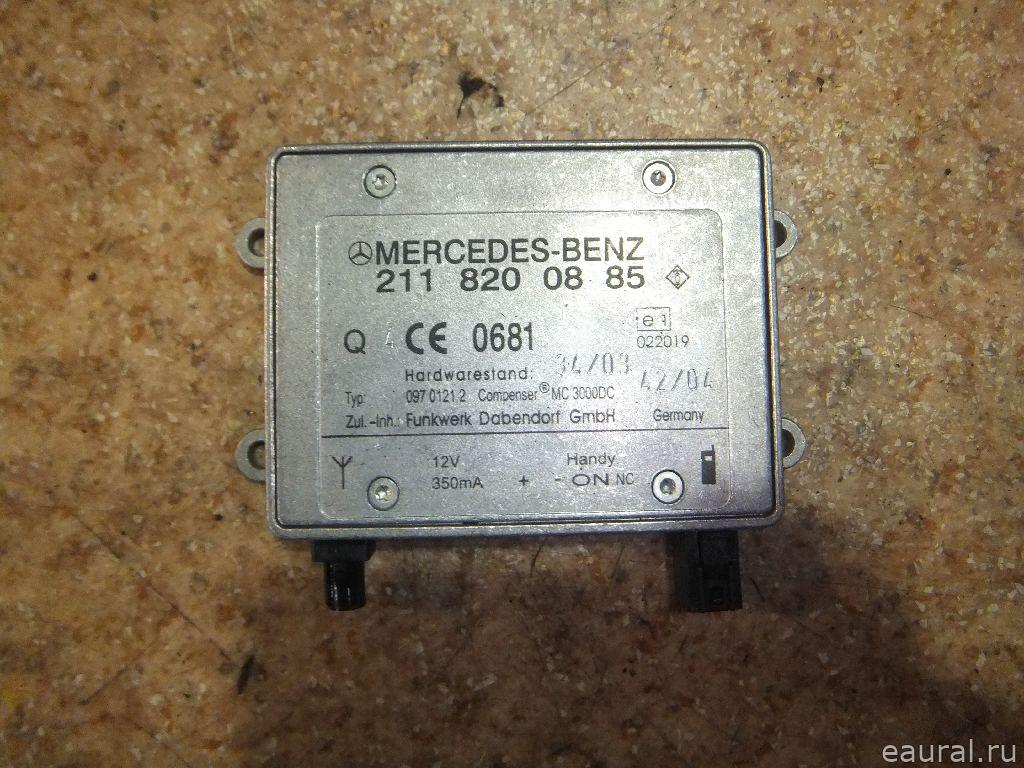 MERCEDES-BENZ
211 820 08 85
Q 4 CE 0681
e1
022019
Hardwarestand: 34/03
42/04
Typ: 097 0121.2 Compenser® MC 3000DC
Zul.-Inh.: Funkwerk Dabendorf GmbH Germany
12V Handy
350mA + - ON NC
eaural.ru